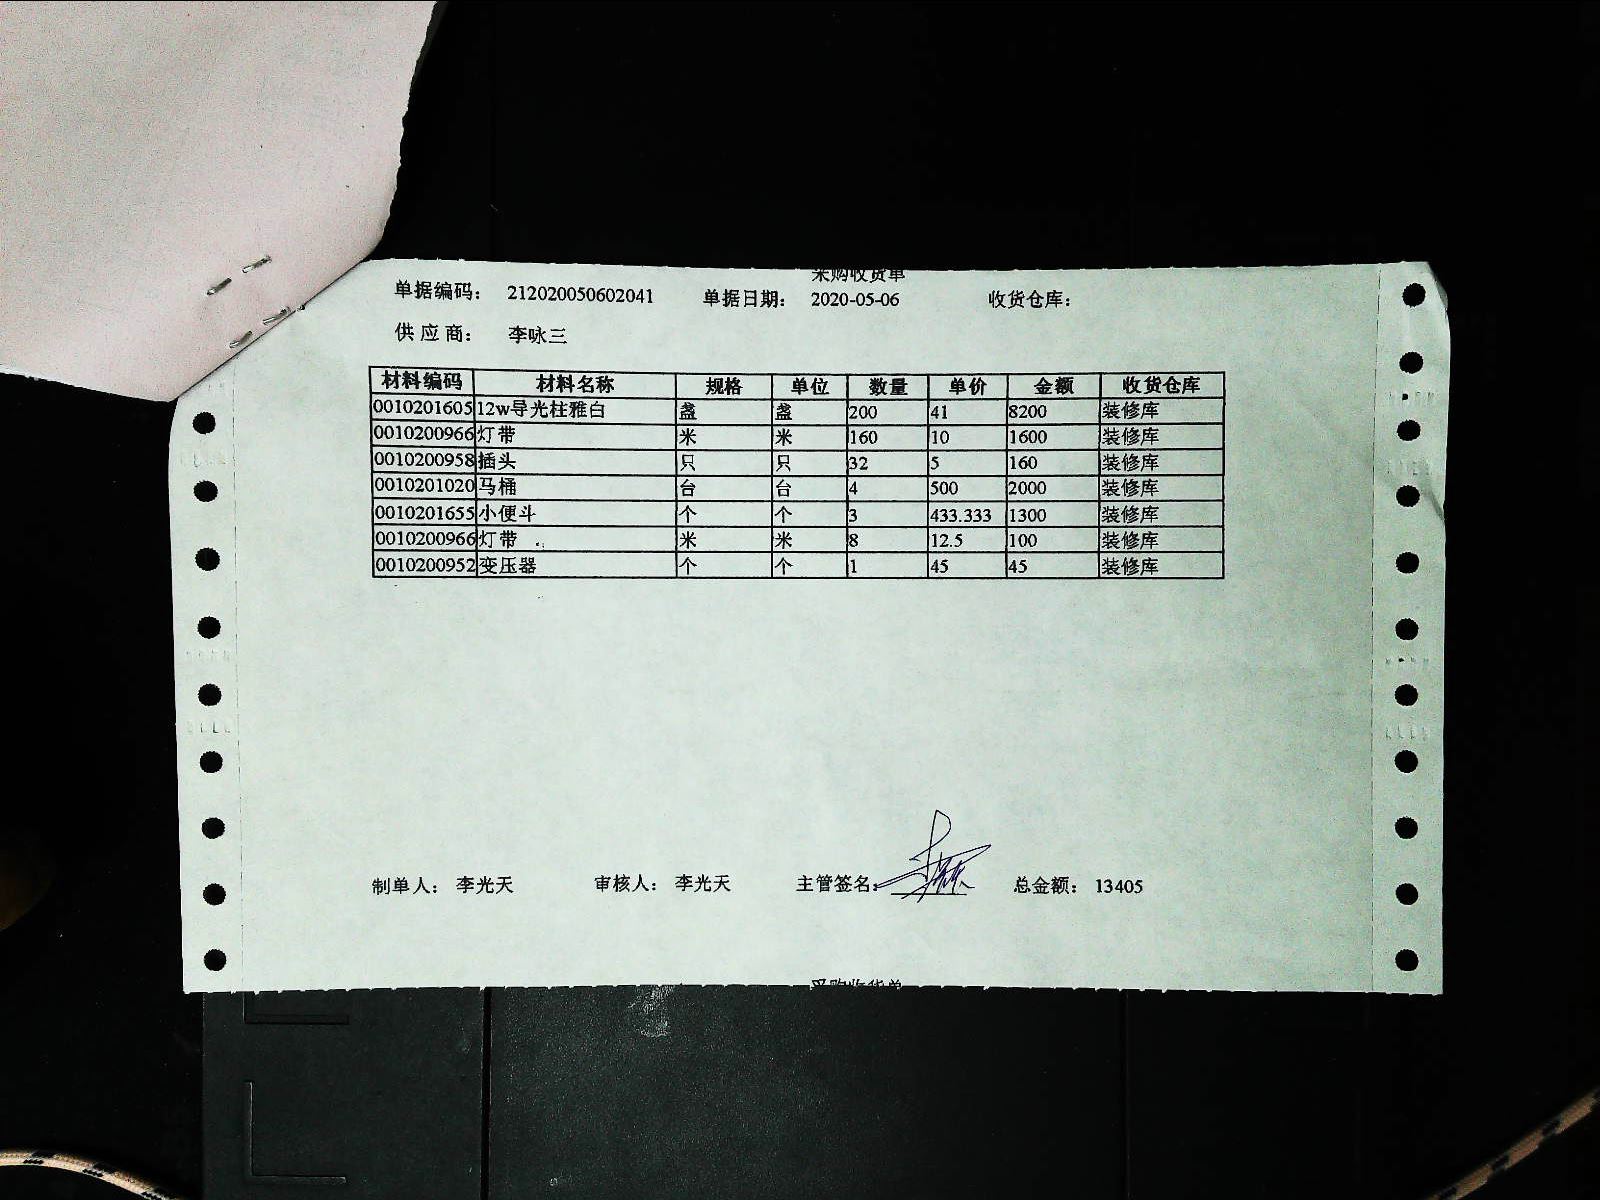 采购收货单
单据编码： 212020050602041 单据日期： 2020-05-06 收货仓库：
供应商： 李咏三
材料编码 材料名称 规格 单位 数量 单价 金额 收货仓库
0010201605 12w导光柱雅白 盏 盏 200 41 8200 装修库
0010200966 灯带 米 米 160 10 1600 装修库
0010200958 插头 只 只 32 5 160 装修库
0010201020 马桶 台 台 4 500 2000 装修库
0010201655 小便斗 个 个 3 433.333 1300 装修库
0010200966 灯带 米 米 8 12.5 100 装修库
0010200952 变压器 个 个 1 45 45 装修库
制单人： 李光天 审核人： 李光天 主管签名： 总金额： 13405
采购收货单